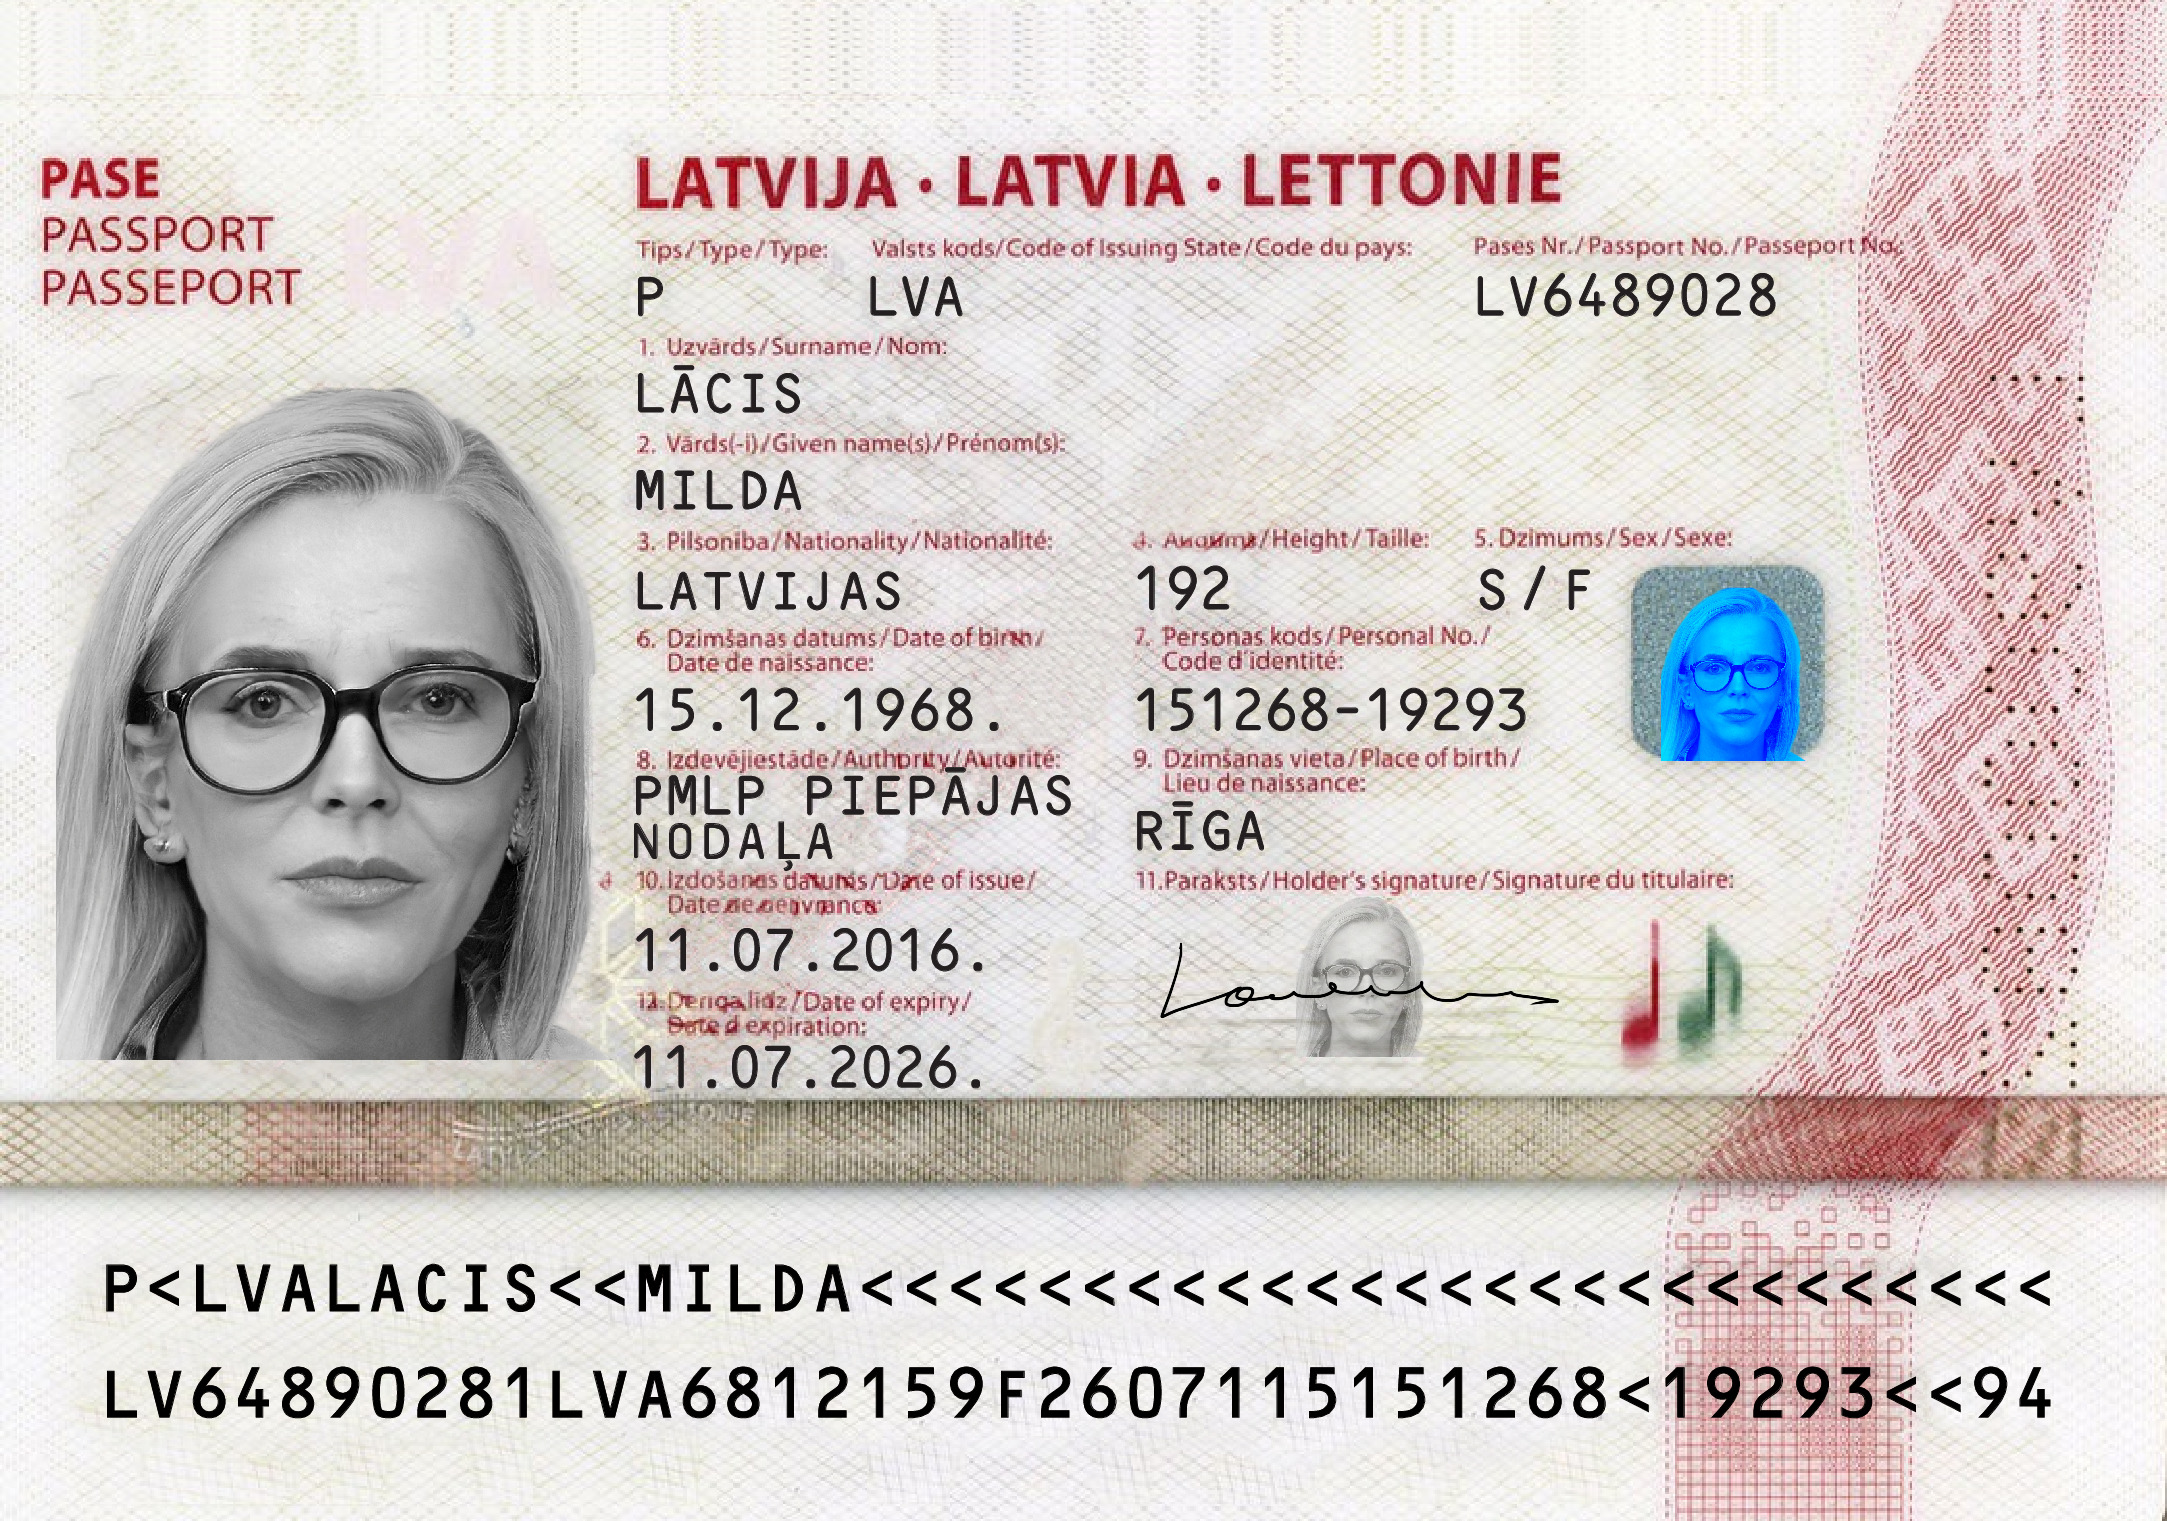 PASE
PASSPORT
PASSEPORT
LVA
LATVIJA · LATVIA · LETTONIE
Tips/Type/Type: Valsts kods/Code of Issuing State/Code du pays: Pases Nr./Passport No./Passeport No.:
P LVA LV6489028
1. Uzvārds/Surname/Nom:
LĀCIS
2. Vārds(-i)/Given name(s)/Prénom(s):
MILDA
3. Pilsonība/Nationality/Nationalité: 4. /Height/Taille: 5. Dzimums/Sex/Sexe:
LATVIJAS 192 S/F
6. Dzimšanas datums/Date of birth/ 7. Personas kods/Personal No./
Date de naissance: Code d'identité:
15.12.1968. 151268-19293
8. Izdevējiestāde/Authority/Autorité: 9. Dzimšanas vieta/Place of birth/
Lieu de naissance:
PMLP PIEPĀJAS
NODAĻA
RĪGA
10. Izdošanas datums/Date of issue/ 11. Paraksts/Holder's signature/Signature du titulaire:
Date
11.07.2016.
12. /Date of expiry/
Date d'expiration:
11.07.2026.
P<LVALACIS<<MILDA<<<<<<<<<<<<<<<<<<<<<<<<<<<
LV64890281LVA6812159F2607115151268<19293<<94